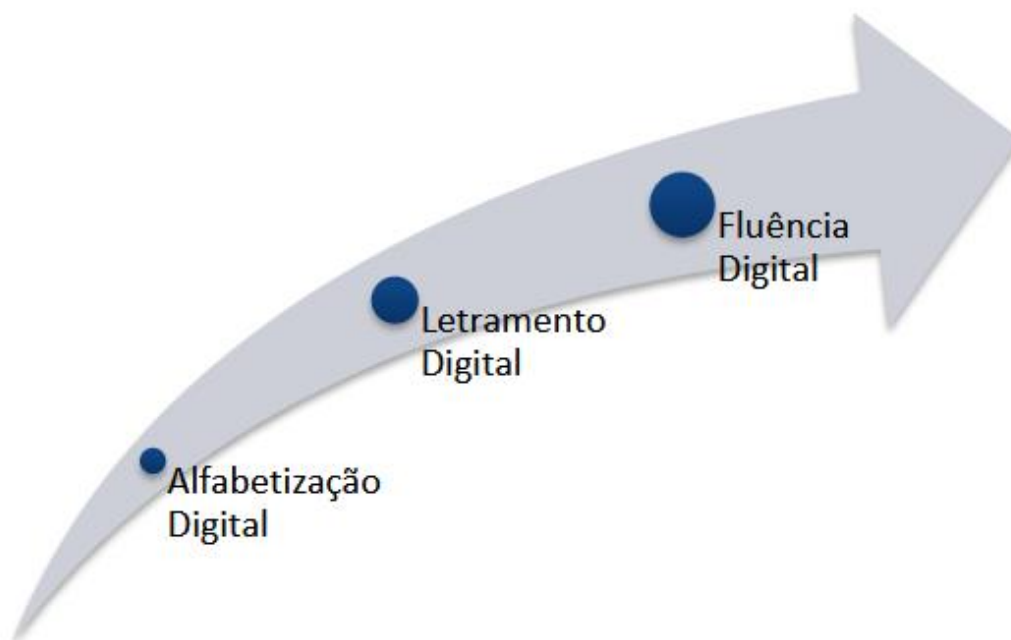 Fluência
Digital
Letramento
Digital
Alfabetização
Digital